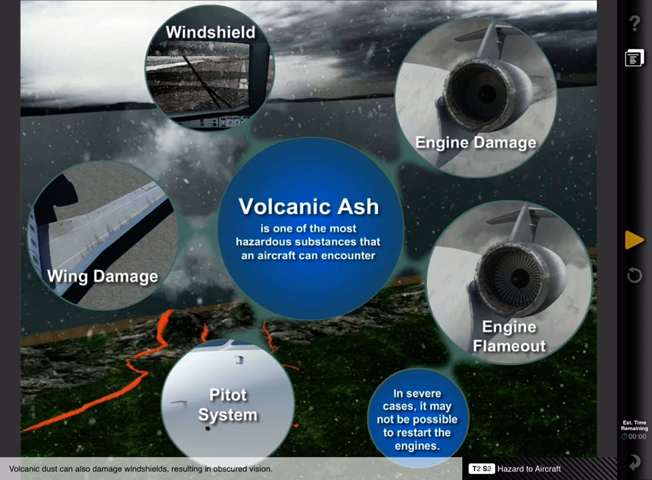 Windshield
Engine Damage
Volcanic Ash
is one of the most
hazardous substances that
an aircraft can encounter
Wing Damage
Engine
Flameout
Pitot
System
In severe
cases, it may
not be possible
to restart the
engines.
?
Est. Time
Remaining
00:00
Volcanic dust can also damage windshields, resulting in obscured vision.
T2 S2 Hazard to Aircraft